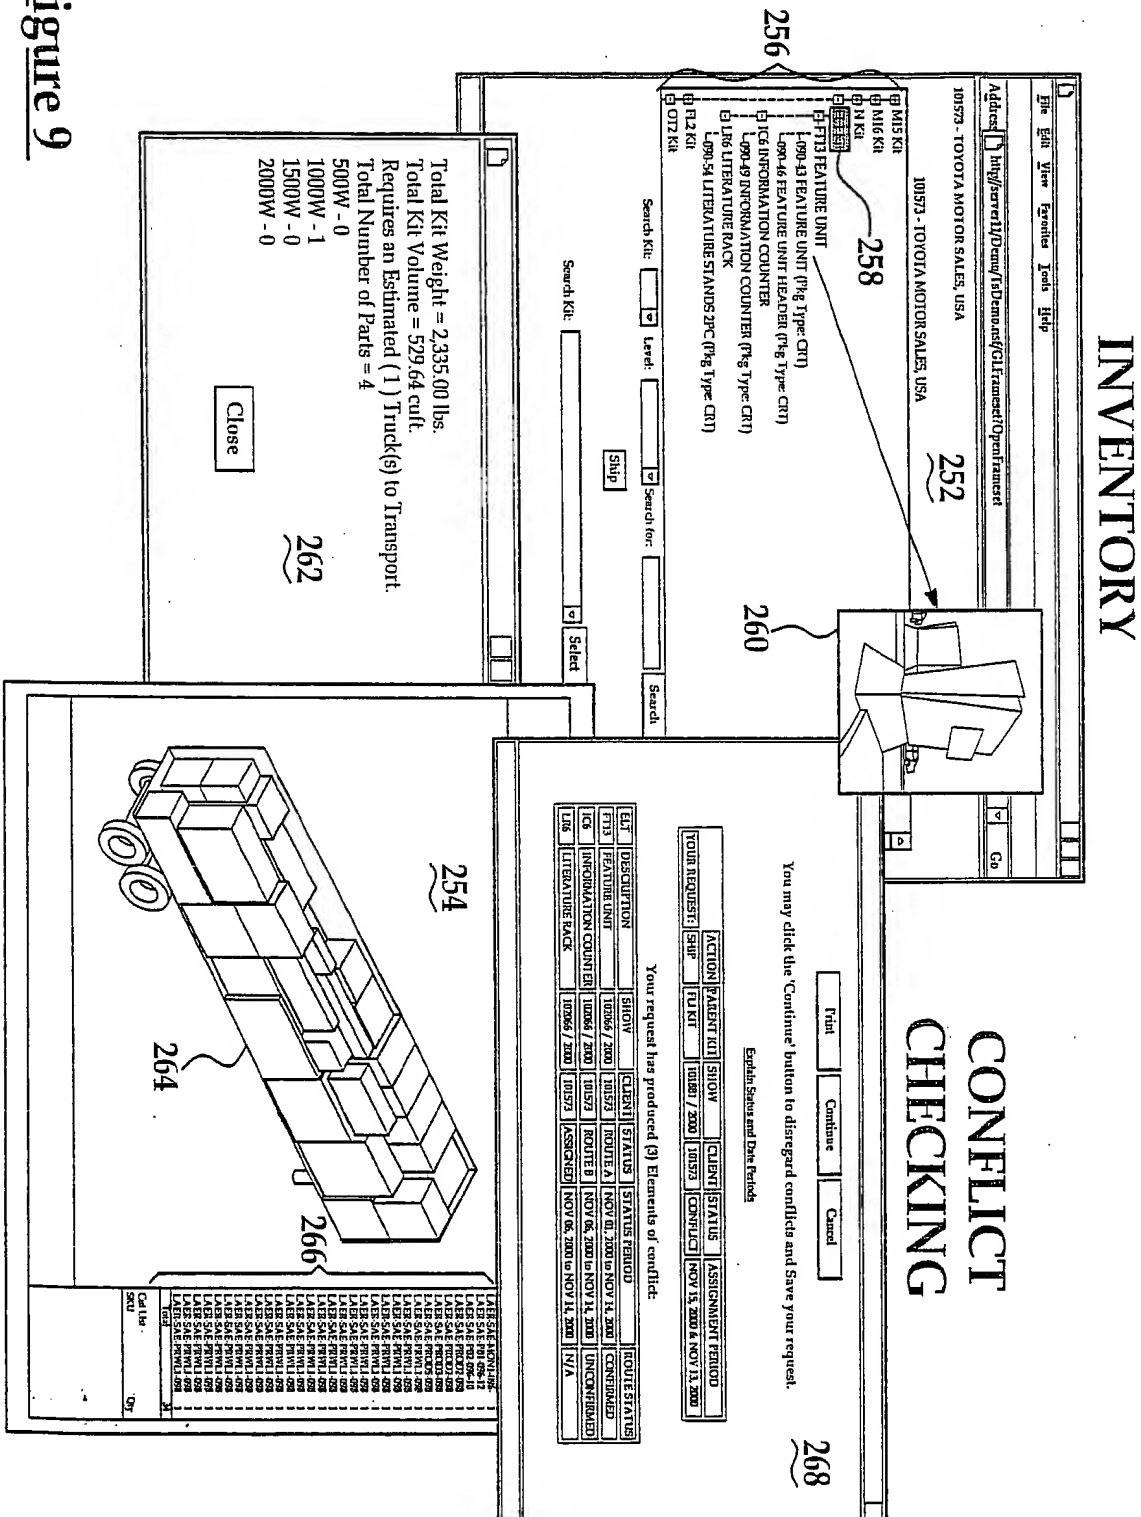 INVENTORY
CONFLICT
CHECKING
File Edit View Favorites Tools Help
Address http//server11/Demo/TsDemo.nsf/GLFrameset?OpenFrameset
Go
101573 - TOYOTA MOTOR SALES, USA
252
101573 - TOYOTA MOTOR SALES, USA
256
M15 Kit
M16 Kit
N Kit
258
FT13 FEATURE UNIT
090-43 FEATURE UNIT (Pkg Type: CRT)
090-46 FEATURE UNIT HEADER (Pkg Type: CRT)
IC6 INFORMATION COUNTER
090-49 INFORMATION COUNTER (Pkg Type: CRT)
LR6 LITERATURE RACK
090-54 LITERATURE STANDS 2PC (Pkg Type: CRT)
FL2 Kit
OT2 Kit
260
Search Kit: Level: Search for: Search
Ship
Search Kit: Select
Total Kit Weight = 2,335.00 lbs.
Total Kit Volume = 529.64 cuft.
Requires an Estimated ( 1 ) Truck(s) to Transport.
Total Number of Parts = 4
500W - 0
1000W - 1
1500W - 0
2000W - 0
Close
262
Print Continue Cancel
You may click the 'Continue' button to disregard conflicts and Save your request.
268
Explain Status and Date Periods
ACTION PARENT KIT SHOW CLIENT STATUS ASSIGNMENT PERIOD
YOUR REQUEST: SHIP FL1 KIT 101881 / 2000 101573 CONFLICT NOV 15, 2000 & NOV 13, 2000
Your request has produced (3) Elements of conflict:
ELT DESCRIPTION SHOW CLIENT STATUS STATUS PERIOD ROUTE STATUS
FT13 FEATURE UNIT 102066 / 2000 101573 ROUTE A NOV 01, 2000 to NOV 14, 2000 CONFIRMED
IC6 INFORMATION COUNTER 102066 / 2000 101573 ROUTE B NOV 06, 2000 to NOV 14, 2000 UNCONFIRMED
LR6 LITERATURE RACK 102066 / 2000 101573 ASSIGNED NOV 06, 2000 to NOV 14, 2000 N/A
254
264
266
Total 34
Qty
SKU
igure 9